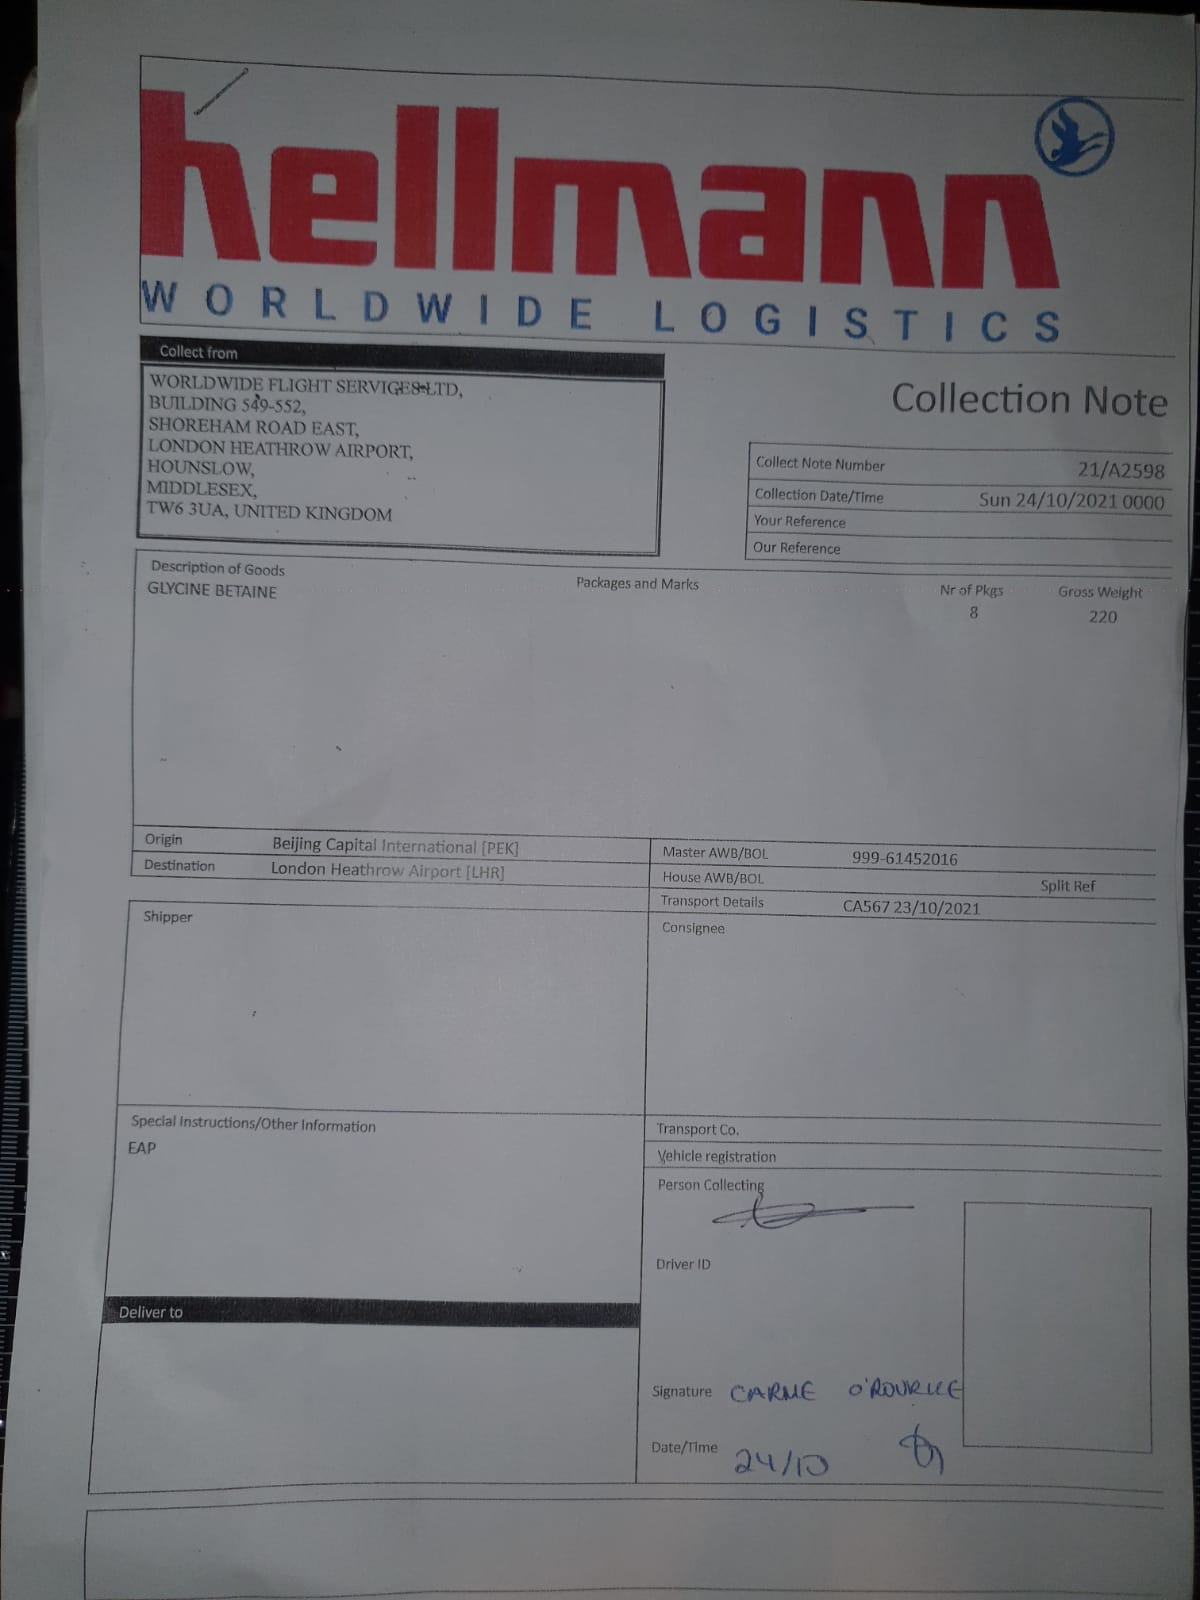 hellmann
WORLDWIDE LOGISTICS
Collect from
WORLDWIDE FLIGHT SERVICES LTD,
BUILDING 549-552,
SHOREHAM ROAD EAST,
LONDON HEATHROW AIRPORT,
HOUNSLOW,
MIDDLESEX,
TW6 3UA, UNITED KINGDOM
Collection Note
Collect Note Number 21/A2598
Collection Date/Time Sun 24/10/2021 0000
Your Reference
Our Reference
Description of Goods Packages and Marks Nr of Pkgs Gross Weight
GLYCINE BETAINE 8 220
Origin Beijing Capital International [PEK]
Destination London Heathrow Airport [LHR]
Master AWB/BOL 999-61452016
House AWB/BOL Split Ref
Transport Details CA567 23/10/2021
Shipper
Consignee
Special Instructions/Other Information
EAP
Deliver to
Transport Co.
Vehicle registration
Person Collecting
Driver ID
Signature O'ROURKE
Date/Time 24/10